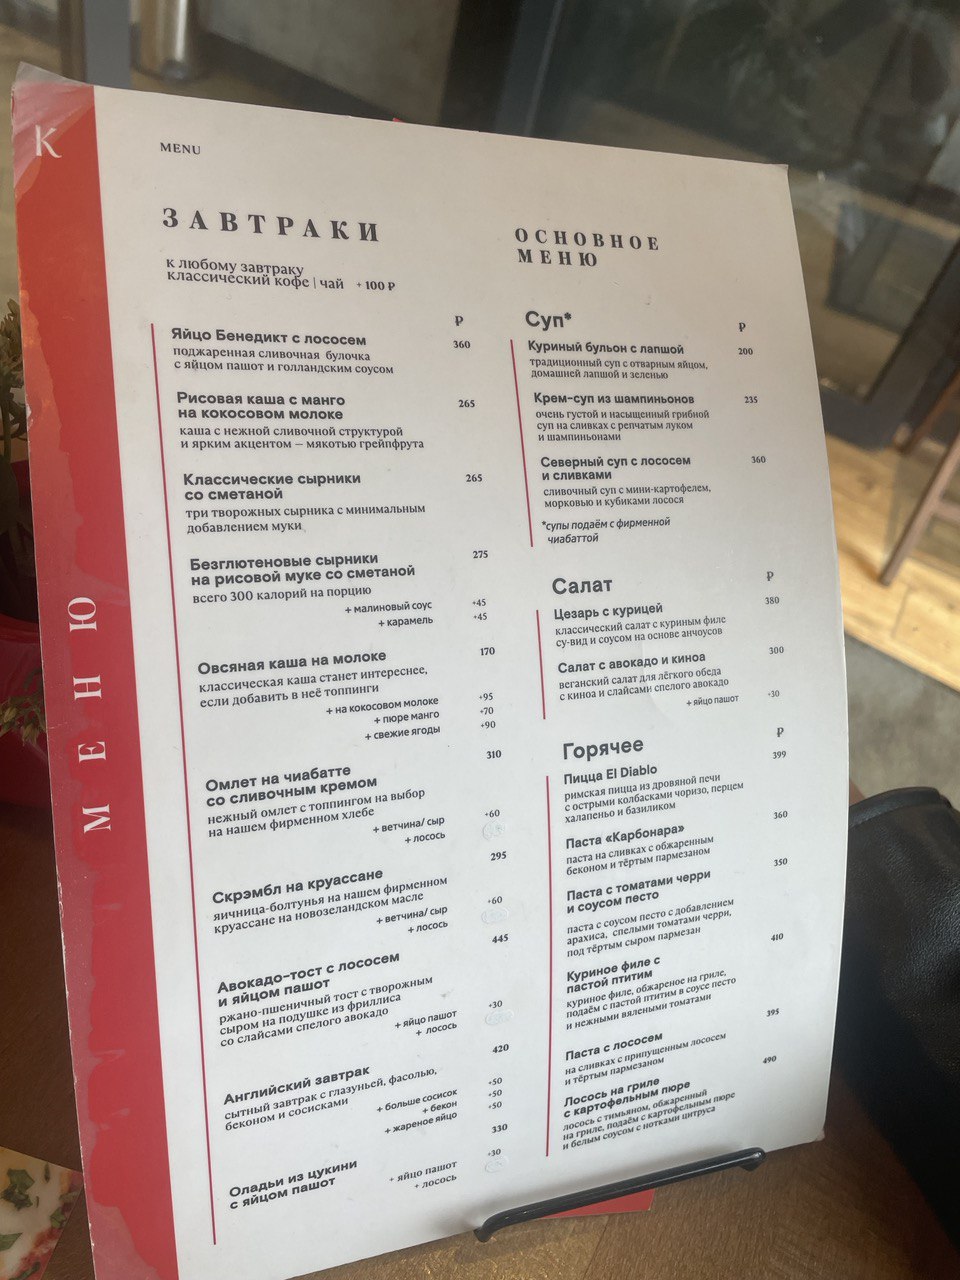 K
МЕНЮ
MENU
ЗАВТРАКИ
к любому завтраку
классический кофе | чай + 100 ₽
₽
Яйцо Бенедикт с лососем 360
поджаренная сливочная булочка
с яйцом пашот и голландским соусом
Рисовая каша с манго 265
на кокосовом молоке
каша с нежной сливочной структурой
и ярким акцентом – мякотью грейпфрута
Классические сырники 265
со сметаной
три творожных сырника с минимальным
добавлением муки
Безглютеновые сырники 275
на рисовой муке со сметаной
всего 300 калорий на порцию
+ малиновый соус +45
+ карамель +45
Овсяная каша на молоке 170
классическая каша станет интереснее,
если добавить в неё топпинги
+ на кокосовом молоке +95
+ пюре манго +70
+ свежие ягоды +90
Омлет на чиабатте 310
со сливочным кремом
нежный омлет с топпингом на выбор
на нашем фирменном хлебе
+ ветчина/ сыр +60
+ лосось
Скрэмбл на круассане 295
яичница-болтунья на нашем фирменном
круассане на новозеландском масле
+ ветчина/ сыр +60
+ лосось
Авокадо-тост с лососем 445
и яйцом пашот
ржано-пшеничный тост с творожным
сыром на подушке из фриллиса
со слайсами спелого авокадо
+ яйцо пашот +30
+ лосось
Английский завтрак 420
сытный завтрак с глазуньей, фасолью,
беконом и сосисками
+ больше сосисок +50
+ бекон +50
+ жареное яйцо +50
Оладьи из цукини 330
с яйцом пашот
+ яйцо пашот +30
+ лосось
ОСНОВНОЕ
МЕНЮ
Суп* ₽
Куриный бульон с лапшой 200
традиционный суп с отварным яйцом,
домашней лапшой и зеленью
Крем-суп из шампиньонов 235
очень густой и насыщенный грибной
суп на сливках с репчатым луком
и шампиньонами
Северный суп с лососем 360
и сливками
сливочный суп с мини-картофелем,
морковью и кубиками лосося
*супы подаём с фирменной
чиабаттой
Салат ₽
Цезарь с курицей 380
классический салат с куриным филе
су-вид и соусом на основе анчоусов
Салат с авокадо и киноа 300
веганский салат для лёгкого обеда
с киноа и слайсами спелого авокадо
+ яйцо пашот +30
Горячее ₽
Пицца El Diablo 399
римская пицца из дровяной печи
с острыми колбасками чоризо, перцем
халапеньо и базиликом
Паста «Карбонара» 360
паста на сливках с обжаренным
беконом и тёртым пармезаном
Паста с томатами черри 350
и соусом песто
паста с соусом песто с добавлением
арахиса, спелыми томатами черри,
под тёртым сыром пармезан
Куриное филе с 410
пастой птитим
куриное филе, обжареное на гриле,
подаём с пастой птитим в соусе песто
и нежными вялеными томатами
Паста с лососем 395
на сливках с припущенным лососем
и тёртым пармезаном
Лосось на гриле 490
с картофельным пюре
лосось с тимьяном, обжаренный
на гриле, подаём с картофельным пюре
и белым соусом с нотками цитруса